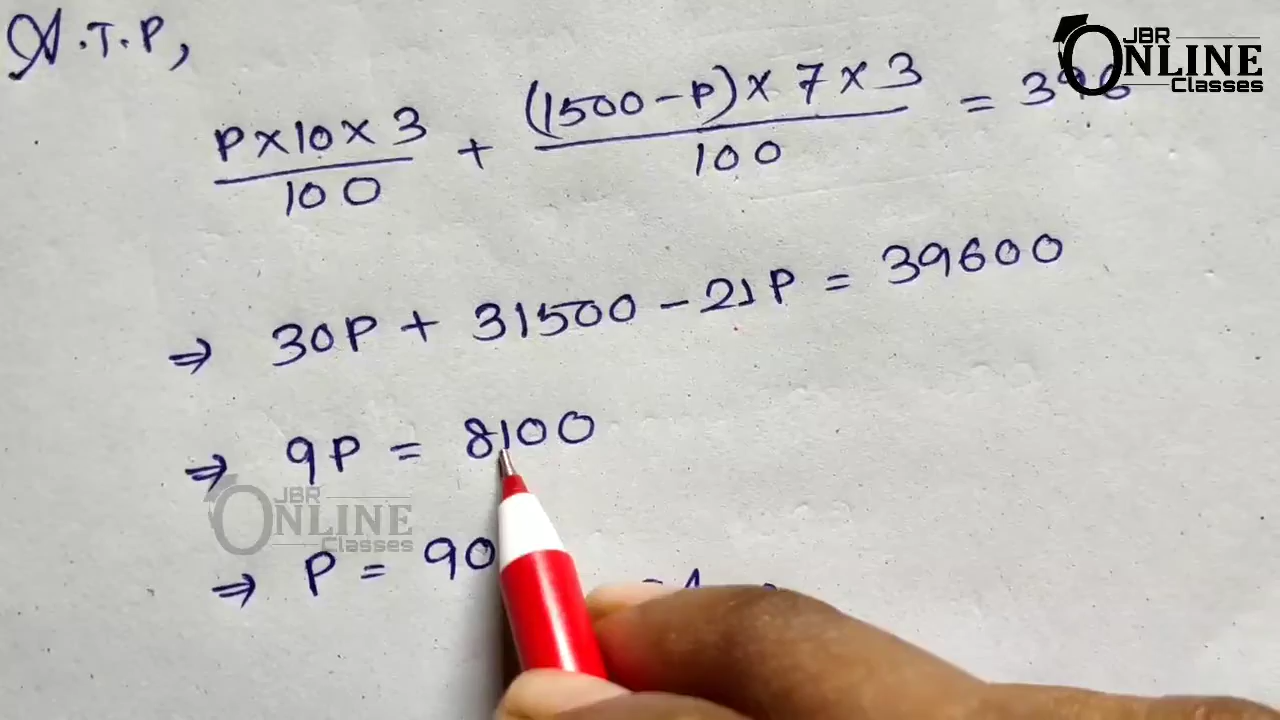 A.T.P,
JBR
ONLINE
Classes
P×10×3/100 + (1500-P)×7×3/100 = 396
⇒ 30P + 31500 - 21P = 39600
⇒ 9P = 8100
JBR
ONLINE
Classes
⇒ P = 90